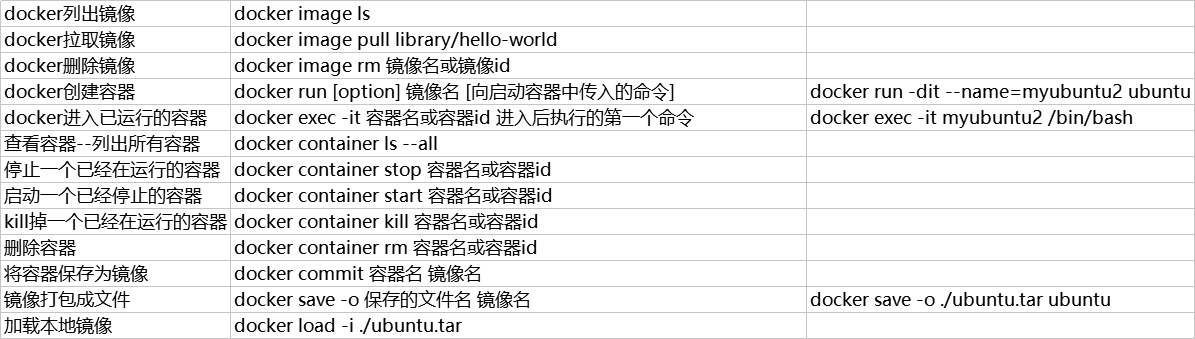 docker列出镜像 docker image ls
docker拉取镜像 docker image pull library/hello-world
docker删除镜像 docker image rm 镜像名或镜像id
docker创建容器 docker run [option] 镜像名 [向启动容器中传入的命令] docker run -dit --name=myubuntu2 ubuntu
docker进入已运行的容器 docker exec -it 容器名或容器id 进入后执行的第一个命令 docker exec -it myubuntu2 /bin/bash
查看容器--列出所有容器 docker container ls --all
停止一个已经在运行的容器 docker container stop 容器名或容器id
启动一个已经停止的容器 docker container start 容器名或容器id
kill掉一个已经在运行的容器 docker container kill 容器名或容器id
删除容器 docker container rm 容器名或容器id
将容器保存为镜像 docker commit 容器名 镜像名
镜像打包成文件 docker save -o 保存的文件名 镜像名 docker save -o ./ubuntu.tar ubuntu
加载本地镜像 docker load -i ./ubuntu.tar